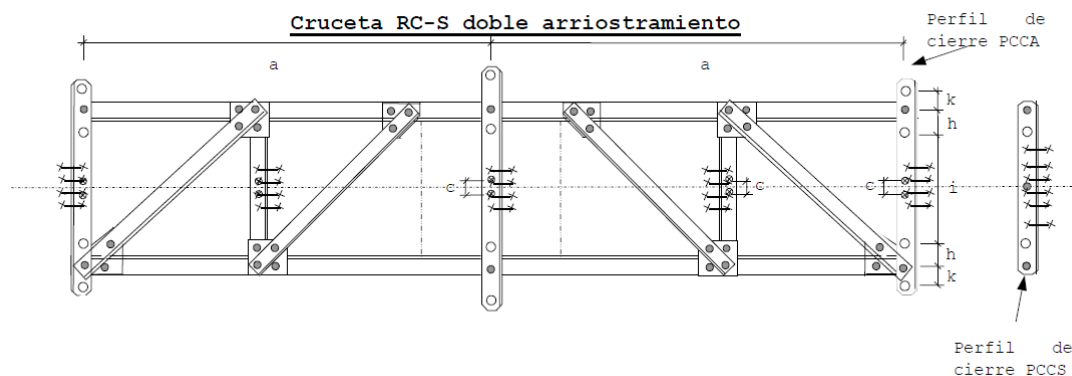 Cruceta RC-S doble arriostramiento
Perfil de
cierre PCCA
a
a
k
h
c
c
c
i
h
k
Perfil de
cierre PCCS